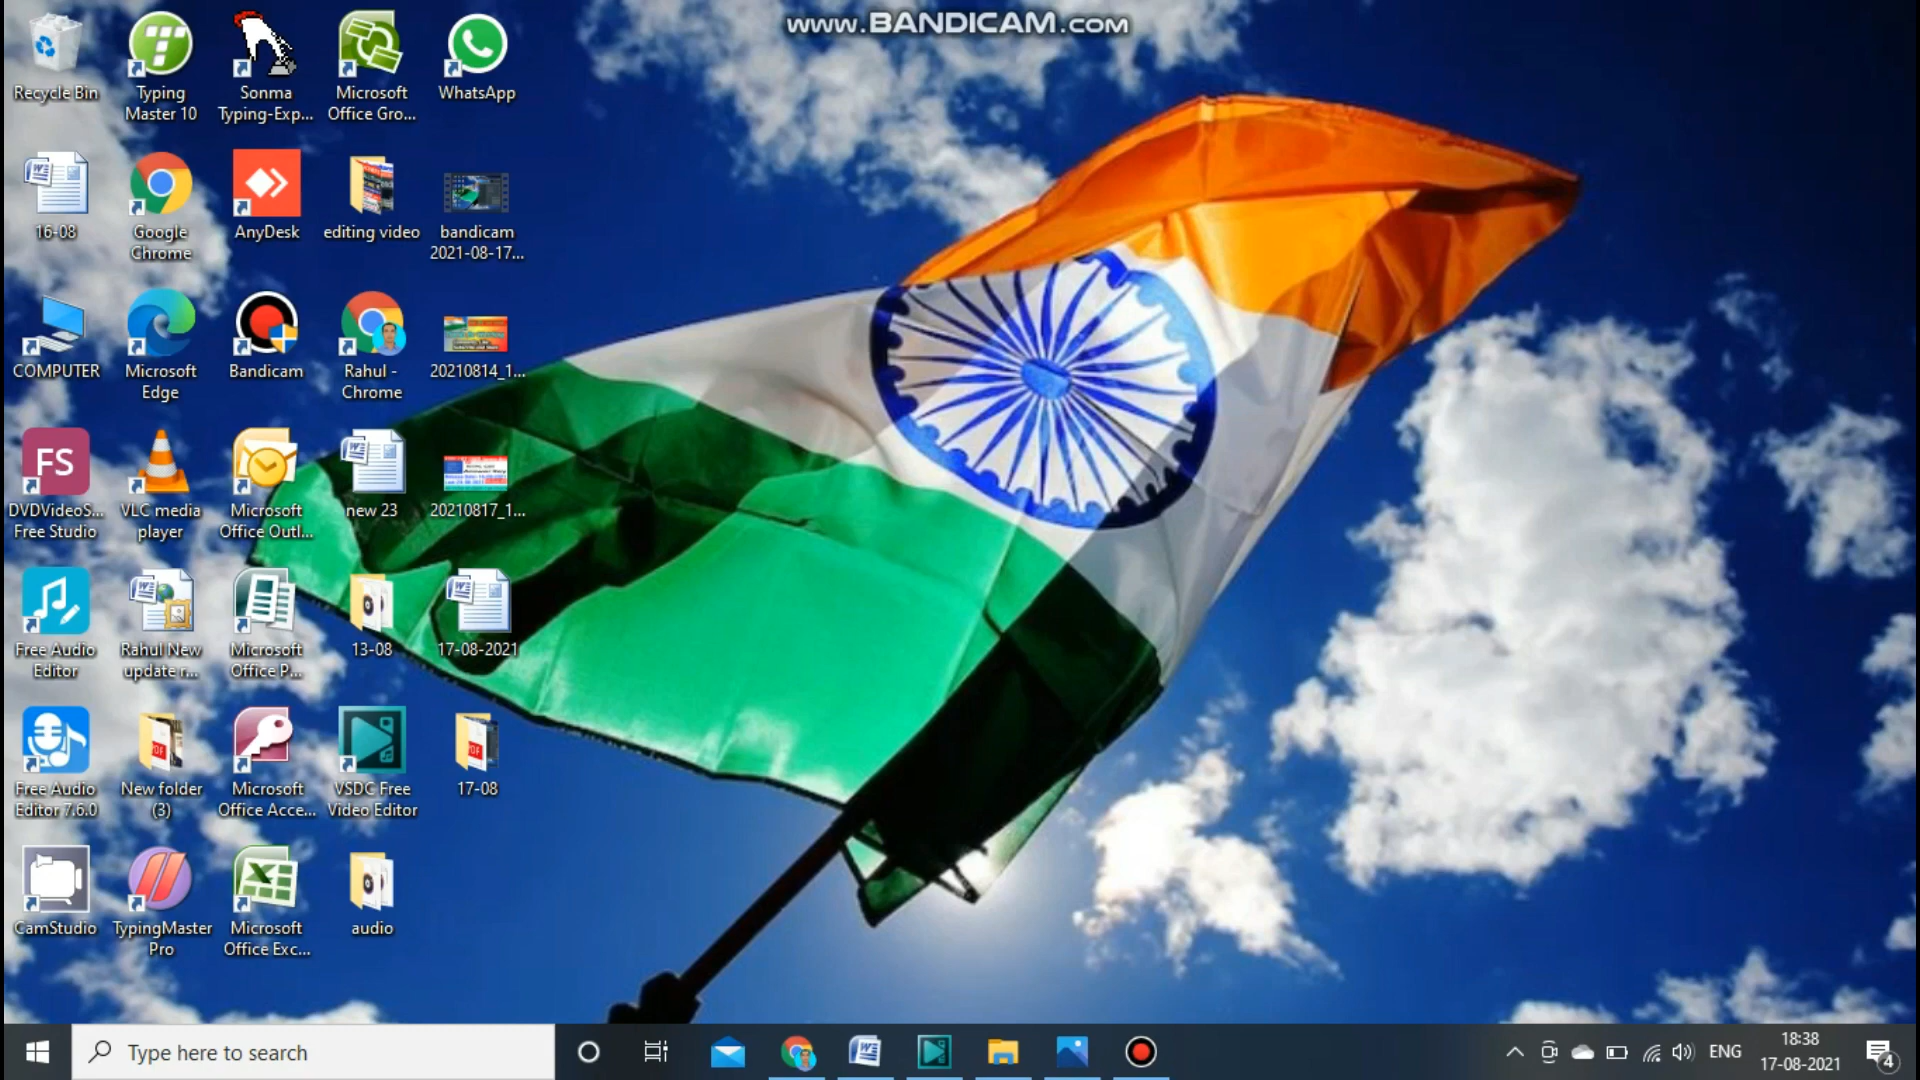 www.BANDICAM.com
Recycle Bin
Typing
Master 10
Sonma
Typing-Exp...
Microsoft
Office Gro...
WhatsApp
16-08
Google
Chrome
AnyDesk
editing video
bandicam
2021-08-17...
COMPUTER
Microsoft
Edge
Bandicam
Rahul -
Chrome
20210814_1...
FS
DVDVideoS...
Free Studio
VLC media
player
Microsoft
Office Outl...
new 23
20210817_1...
Free Audio
Editor
Rahul New
update r...
Microsoft
Office P...
13-08
17-08-2021
Free Audio
Editor 7.6.0
New folder
(3)
Microsoft
Office Acce...
VSDC Free
Video Editor
17-08
CamStudio
TypingMaster
Pro
Microsoft
Office Exc...
audio
Type here to search
ENG
18:38
17-08-2021
4